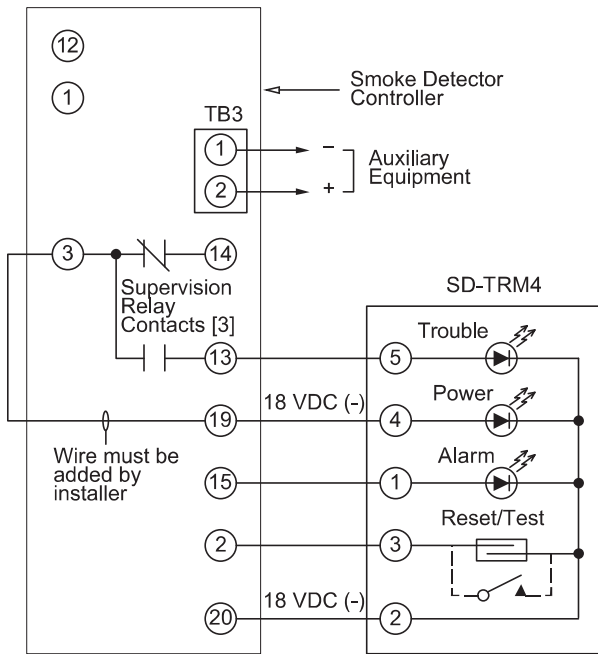 12
1
Smoke Detector
Controller
TB3
1
−
2
+
Auxiliary
Equipment
3
14
Supervision
Relay
Contacts [3]
13
SD-TRM4
5
Trouble
19
18 VDC (-)
4
Power
Wire must be
added by
installer
15
1
Alarm
2
3
Reset/Test
20
18 VDC (-)
2